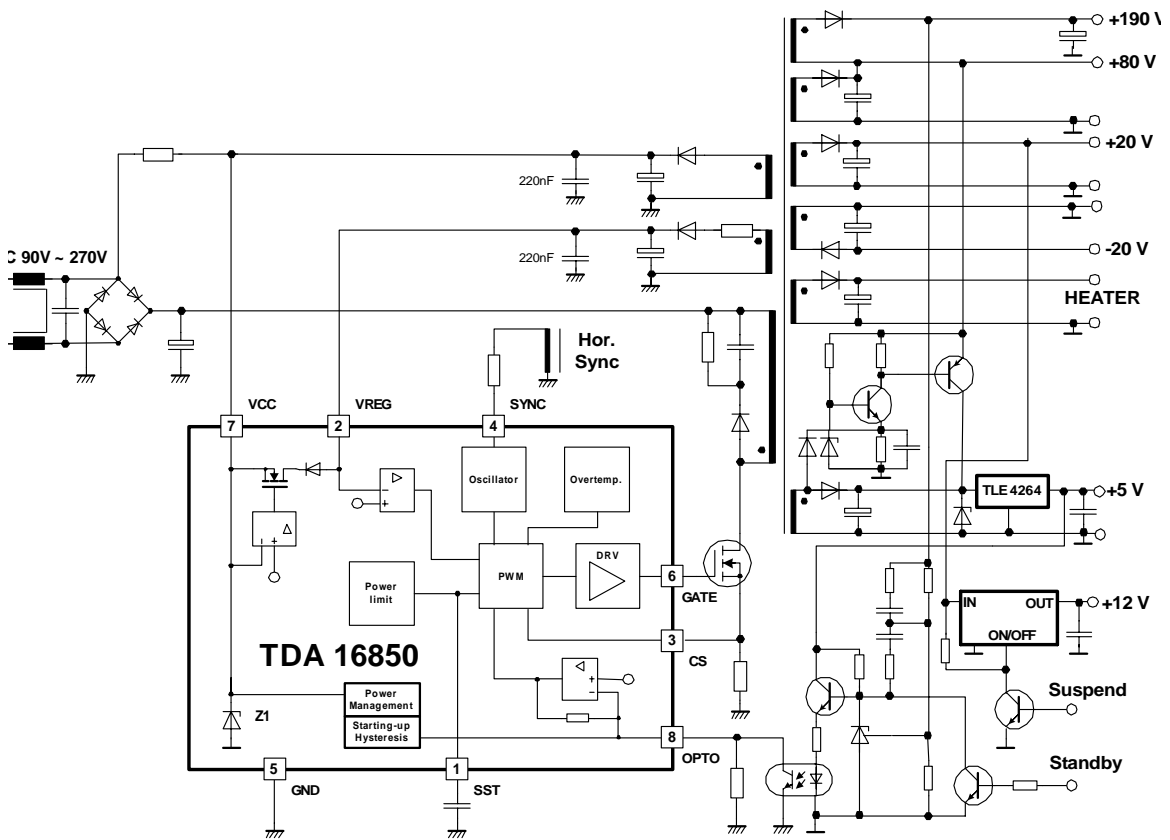 +190 V
+80 V
+20 V
-20 V
HEATER
220nF
220nF
C 90V ~ 270V
Hor.
Sync
VCC
VREG
SYNC
7
2
4
Oscillator
Overtemp.
TLE 4264
+5 V
PWM
DRV
6
GATE
Power
limit
IN
OUT
ON/OFF
+12 V
TDA 16850
3
CS
Z1
Power
Management
Starting-up
Hysteresis
8
OPTO
Suspend
Standby
5
GND
1
SST